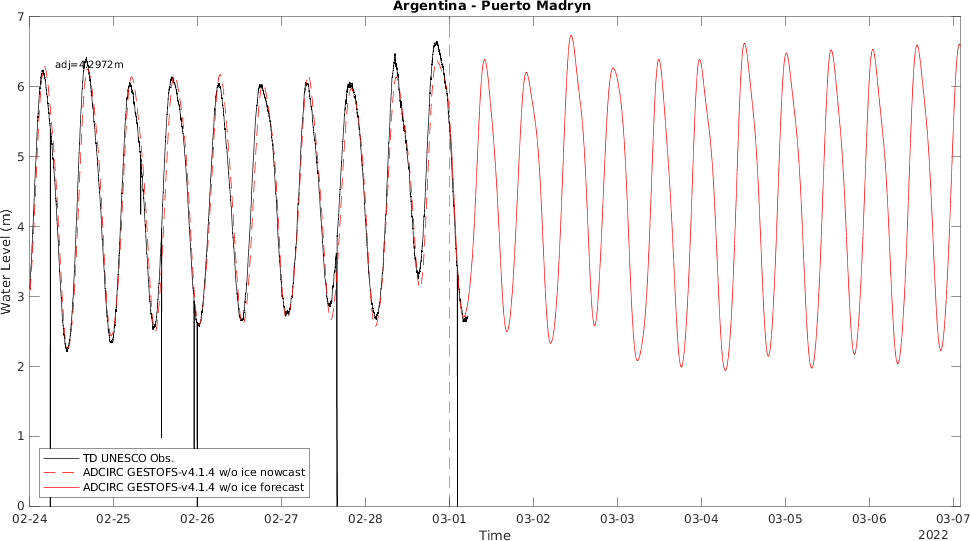 Argentina - Puerto Madryn
7
adj=4.2972m
6
5
4
3
2
1
0
Water Level (m)
TD UNESCO Obs.
ADCIRC GESTOFS-v4.1.4 w/o ice nowcast
ADCIRC GESTOFS-v4.1.4 w/o ice forecast
02-24 02-25 02-26 02-27 02-28 03-01 03-02 03-03 03-04 03-05 03-06 03-07
Time
2022